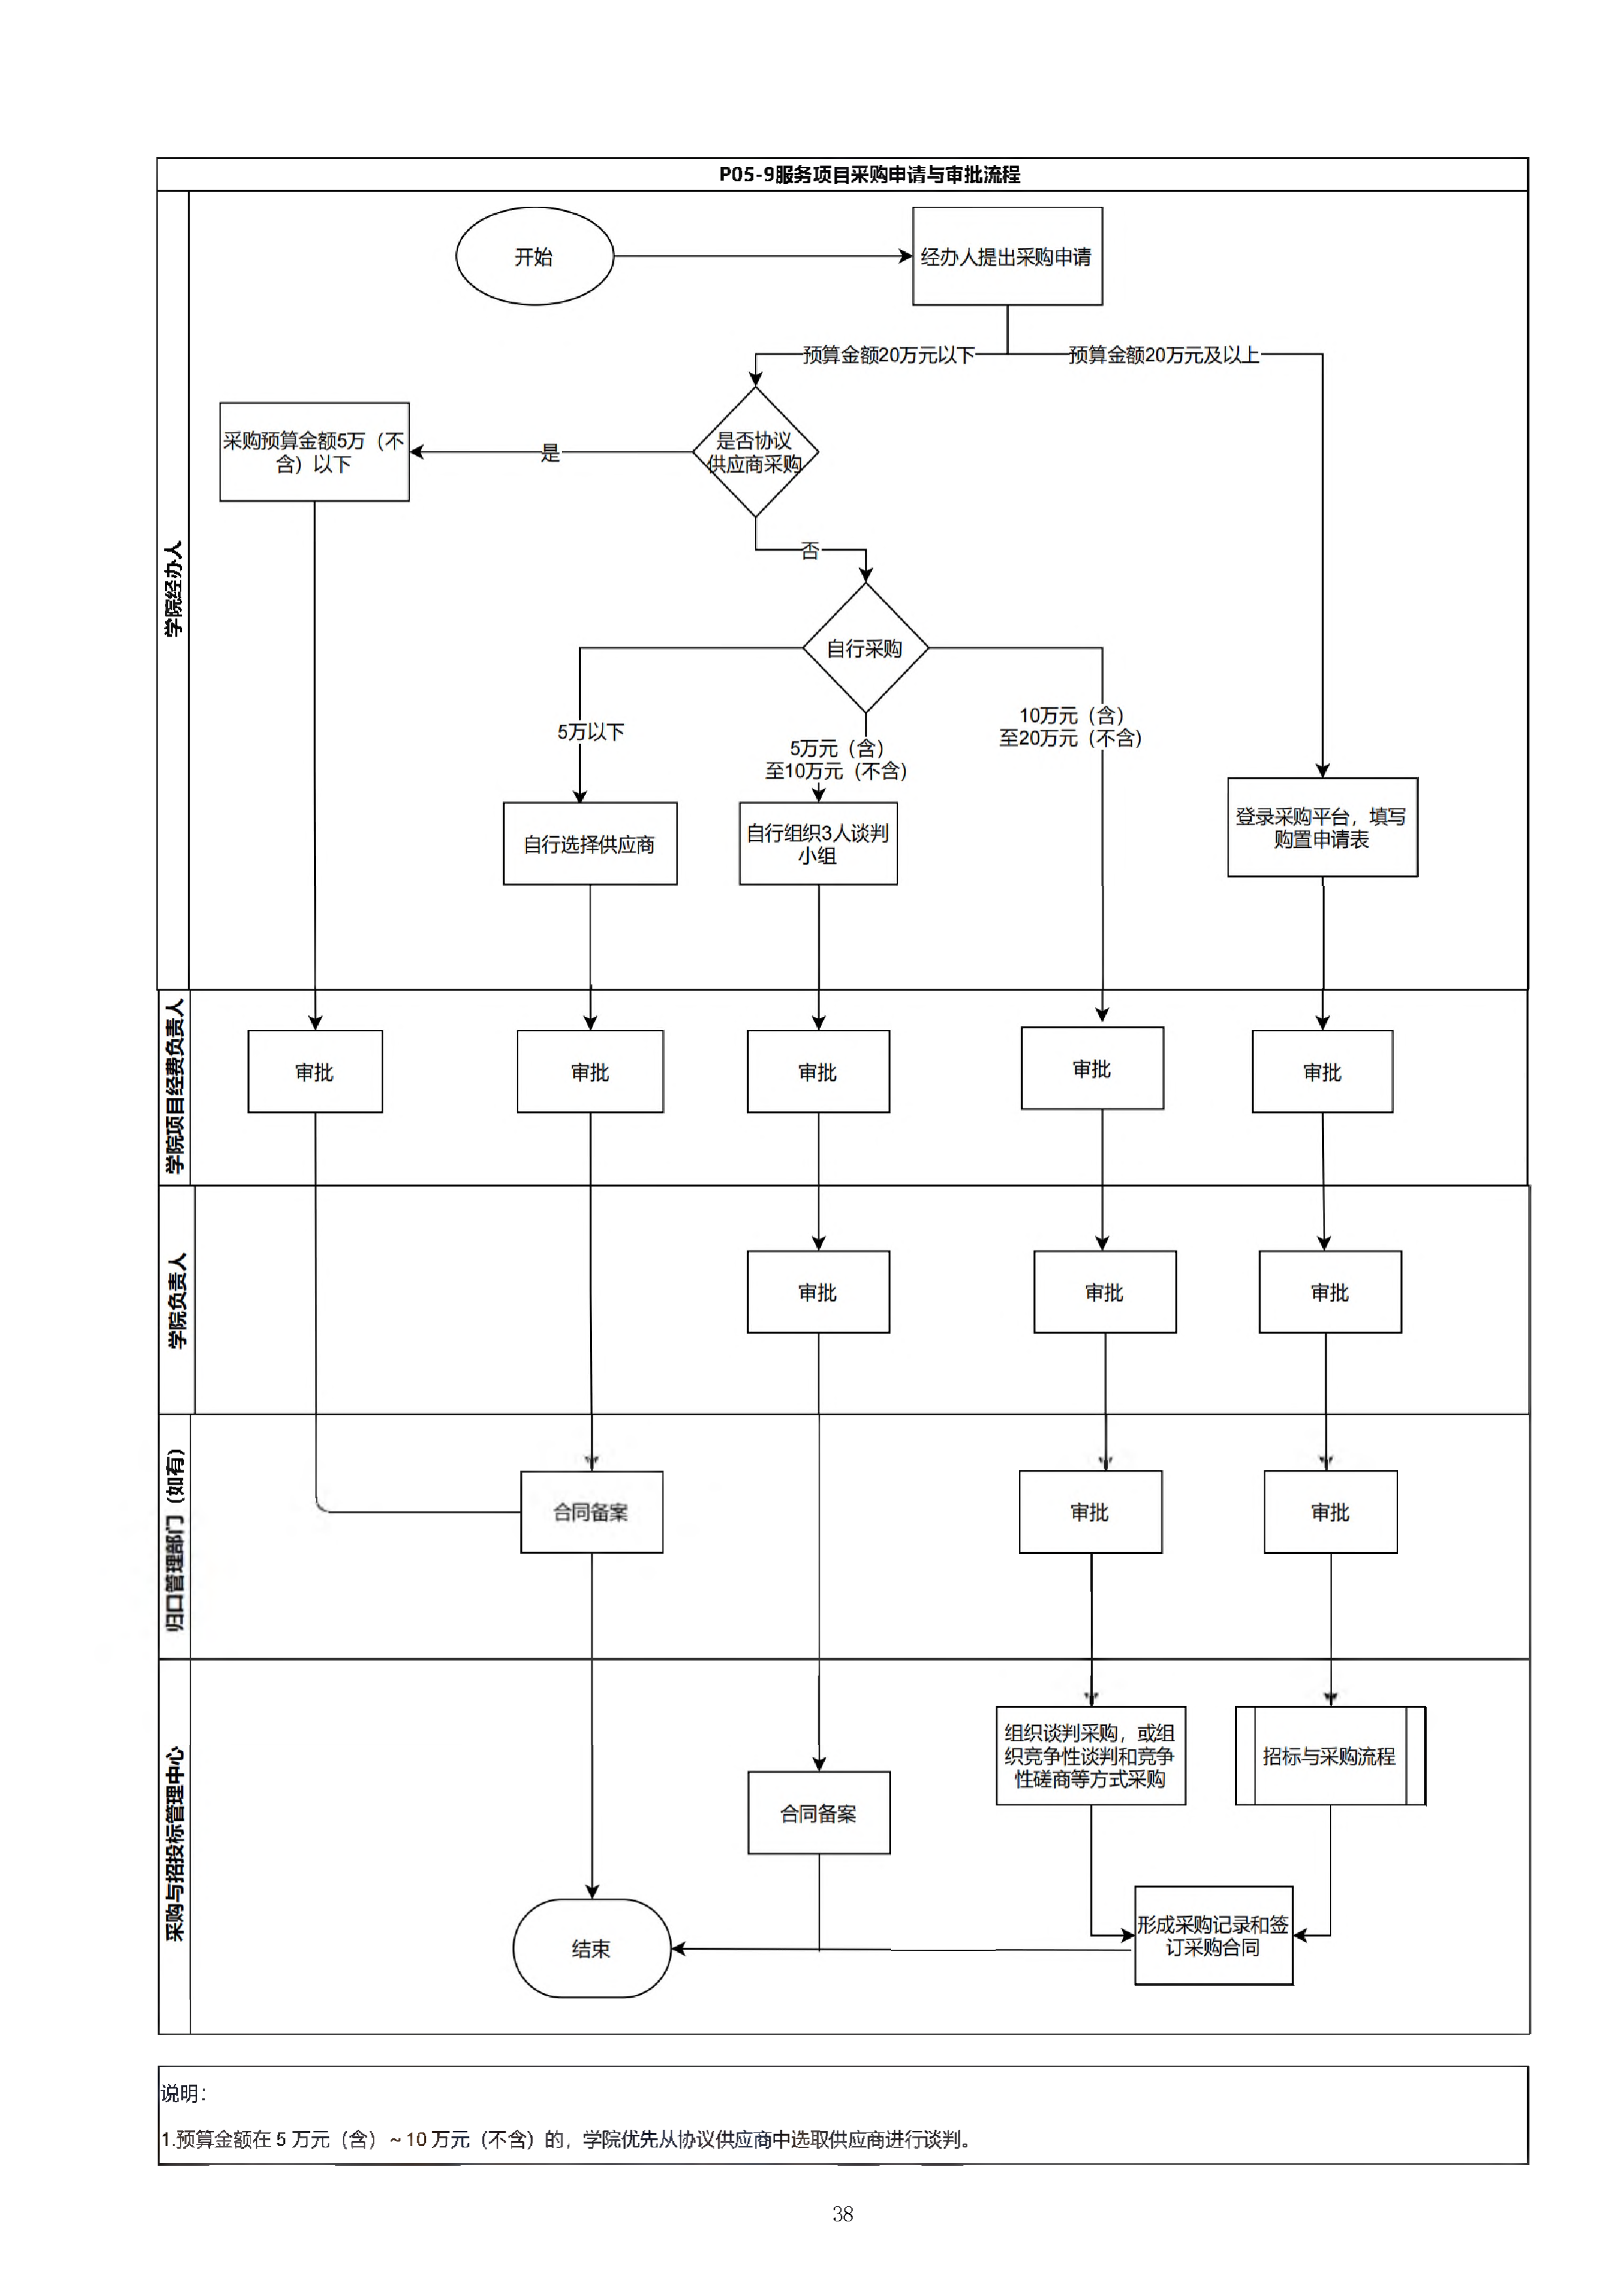 P05-9服务项目采购申请与审批流程
学院经办人
开始
经办人提出采购申请
预算金额20万元以下
预算金额20万元及以上
采购预算金额5万（不
含）以下
是
是否协议
供应商采购
否
自行采购
5万以下
5万元（含）
至10万元（不含）
10万元（含）
至20万元（不含）
自行选择供应商
自行组织3人谈判
小组
登录采购平台，填写
购置申请表
学院项目经费负责人
审批
审批
审批
审批
审批
学院负责人
审批
审批
审批
归口管理部门（如有）
合同备案
审批
审批
采购与招投标管理中心
组织谈判采购，或组
织竞争性谈判和竞争
性磋商等方式采购
招标与采购流程
合同备案
形成采购记录和签
订采购合同
结束
说明：
1.预算金额在 5 万元（含）~ 10 万元（不含）的，学院优先从协议供应商中选取供应商进行谈判。
38